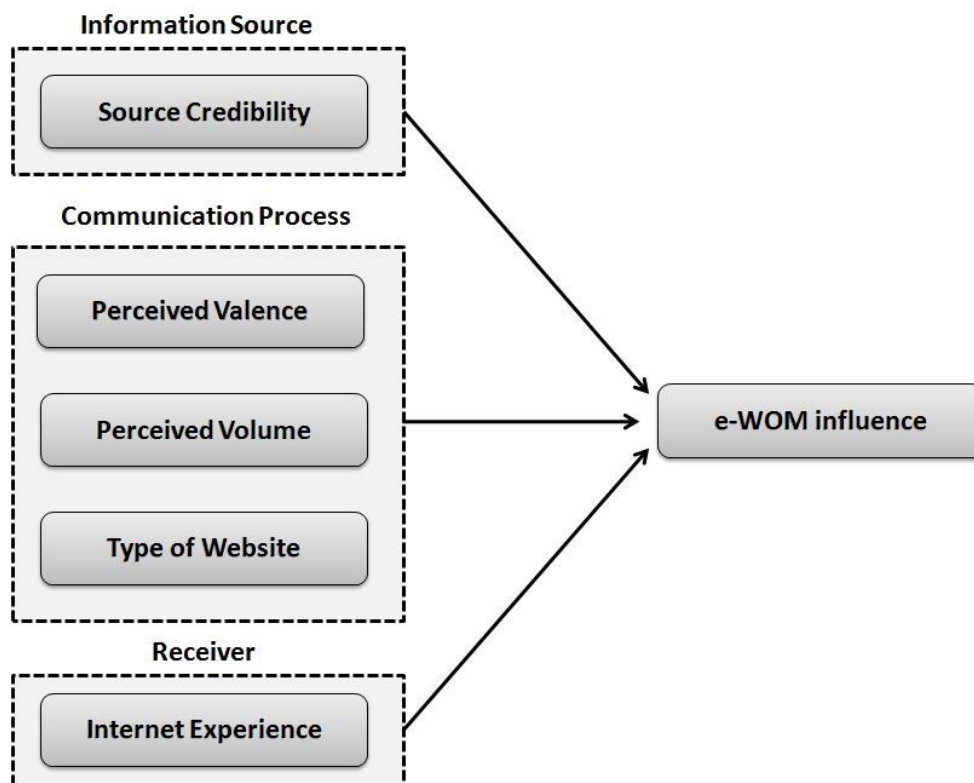 Information Source
Source Credibility
Communication Process
Perceived Valence
Perceived Volume
Type of Website
Receiver
Internet Experience
e-WOM influence